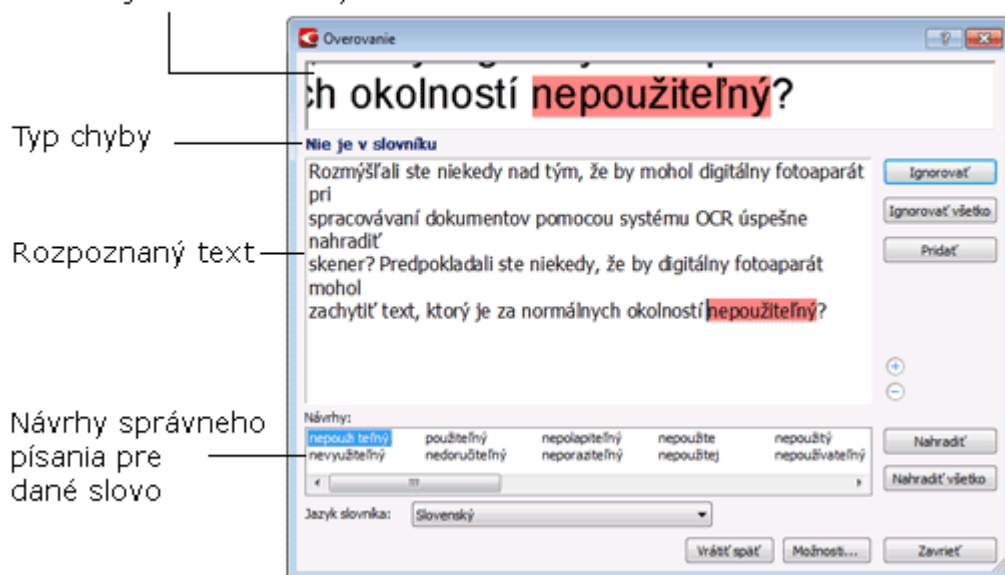 Overovanie
ch okolností nepoužiteľný?
Typ chyby
Nie je v slovníku
Rozmýšľali ste niekedy nad tým, že by mohol digitálny fotoaparát
pri
spracovávaní dokumentov pomocou systému OCR úspešne
nahradiť
skener? Predpokladali ste niekedy, že by digitálny fotoaparát
mohol
zachytiť text, ktorý je za normálnych okolností nepoužiteľný?
Ignorovať
Ignorovať všetko
Pridať
Rozpoznaný text
Návrhy správneho
písania pre
dané slovo
Návrhy:
nepouži teľný použiteľný nepolapiteľný nepoužite nepoužitý
nevyužiteľný nedoručiteľný neporaziteľný nepoužitej nepoužívateľný
Nahradiť
Nahradiť všetko
Jazyk slovníka: Slovenský
Vrátiť späť Možnosti... Zavrieť